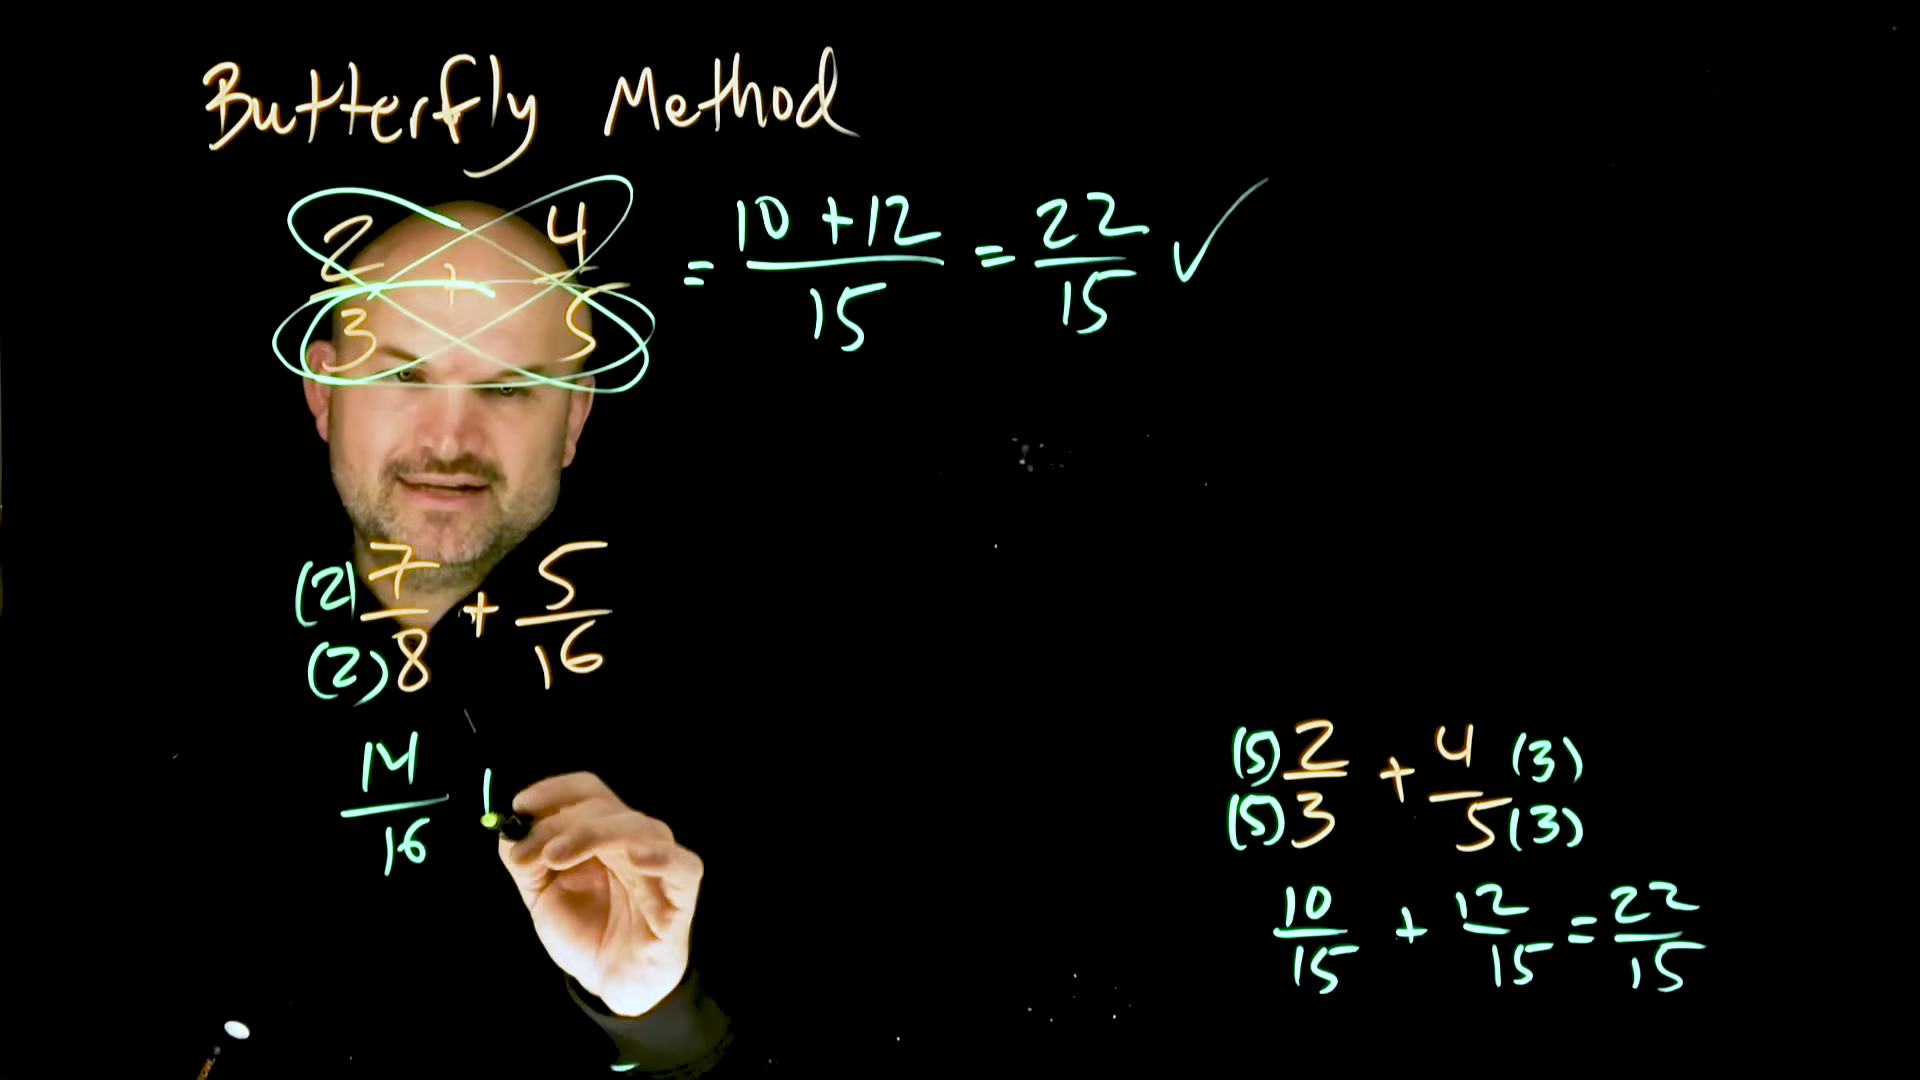 Butterfly Method
2/3 + 4/5 = 10 + 12/15 = 22/15 ✓
(2)7/(2)8 + 5/16
14/16
(5)2/(5)3 + 4(3)/5(3)
10/15 + 12/15 = 22/15